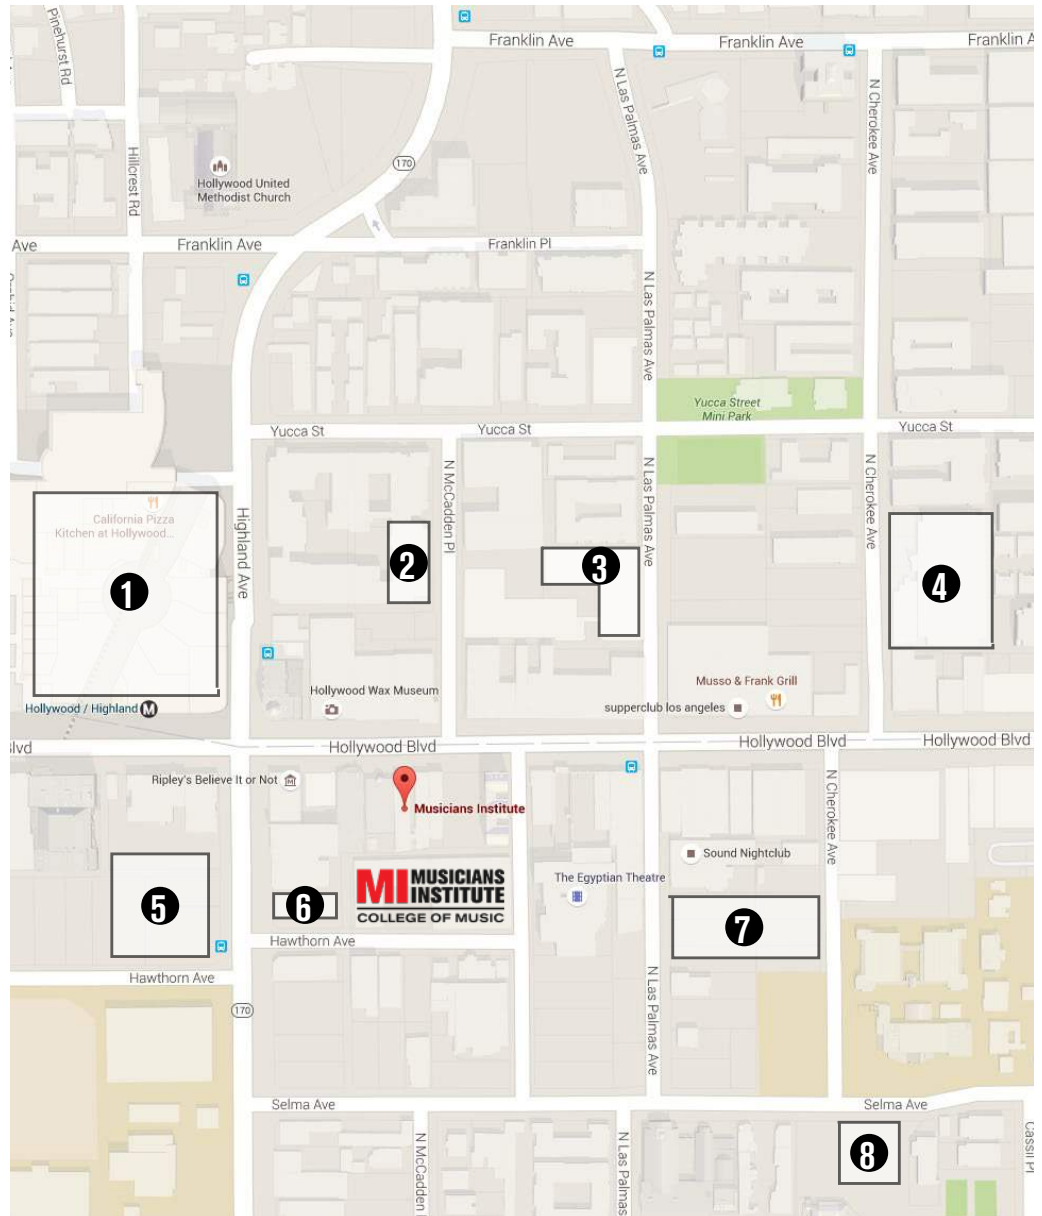 Pinehurst Rd
Franklin Ave
Franklin Ave
Franklin A
N Las Palmas Ave
N Cherokee Ave
Hillcrest Rd
170
Hollywood United
Methodist Church
Ave
Franklin Ave
Franklin Pl
N Las Palmas Ave
Yucca Street
Mini Park
Yucca St
Yucca St
Yucca St
N McCadden Pl
N Las Palmas Ave
N Cherokee Ave
Highland Ave
California Pizza
Kitchen at Hollywood...
1
2
3
4
Hollywood / Highland
M
Hollywood Wax Museum
Musso & Frank Grill
supperclub los angeles
lvd
Hollywood Blvd
Hollywood Blvd
Hollywood Blvd
Ripley's Believe It or Not
Musicians Institute
N Cherokee Ave
Sound Nightclub
The Egyptian Theatre
MI MUSICIANS
INSTITUTE
COLLEGE OF MUSIC
5
6
7
Hawthorn Ave
Hawthorn Ave
N Las Palmas Ave
170
Selma Ave
Selma Ave
N McCadden
N Las Palmas
8
Cassil Pl